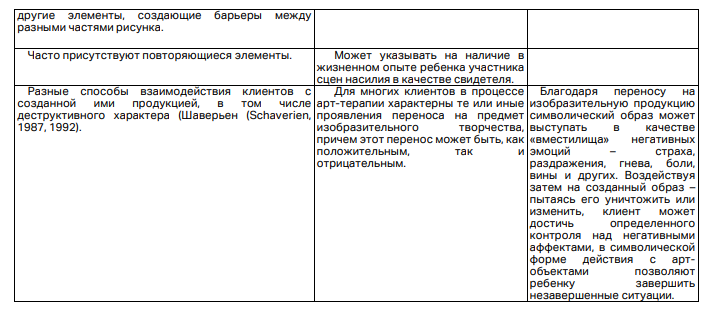 другие элементы, создающие барьеры между
разными частями рисунка.
Часто присутствуют повторяющиеся элементы.
Может указывать на наличие в
жизненном опыте ребенка участника
сцен насилия в качестве свидетеля.
Разные способы взаимодействия клиентов с
созданной ими продукцией, в том числе
деструктивного характера (Шаверьен (Schaverien,
1987, 1992).
Для многих клиентов в процессе
арт-терапии характерны те или иные
проявления переноса на предмет
изобразительного творчества,
причем этот перенос может быть, как
положительным, так и
отрицательным.
Благодаря переносу на
изобразительную продукцию
символический образ может
выступать в качестве
«вместилища» негативных
эмоций – страха,
раздражения, гнева, боли,
вины и других. Воздействуя
затем на созданный образ –
пытаясь его уничтожить или
изменить, клиент может
достичь определенного
контроля над негативными
аффектами, в символической
форме действия с арт-
объектами позволяют
ребенку завершить
незавершенные ситуации.